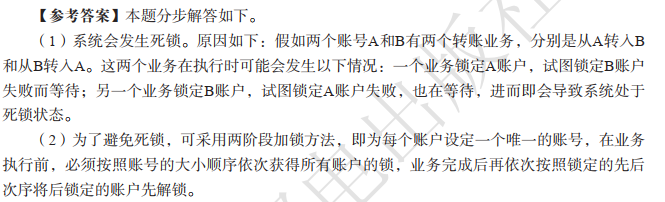 【参考答案】本题分步解答如下。
（1）系统会发生死锁。原因如下：假如两个账号A和B有两个转账业务，分别是从A转入B
和从B转入A。这两个业务在执行时可能会发生以下情况：一个业务锁定A账户，试图锁定B账户
失败而等待；另一个业务锁定B账户，试图锁定A账户失败，也在等待，进而即会导致系统处于
死锁状态。
（2）为了避免死锁，可采用两阶段加锁方法，即为每个账户设定一个唯一的账号，在业务
执行前，必须按照账号的大小顺序依次获得所有账户的锁，业务完成后再依次按照锁定的先后
次序将后锁定的账户先解锁。
电出版社